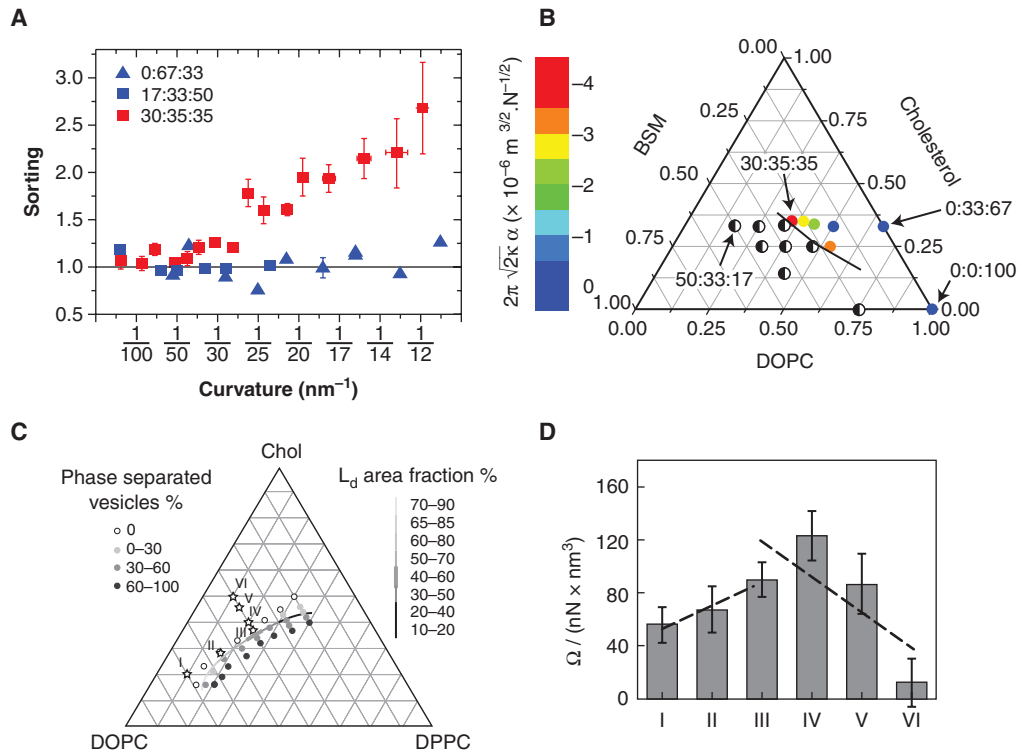 A
Sorting
3.0
2.5
2.0
1.5
1.0
0.5
0:67:33
17:33:50
30:35:35
1/100 1/50 1/30 1/25 1/20 1/17 1/14 1/12
Curvature (nm⁻¹)
B
2π √2κ α (× 10⁻⁶ m ³ᐟ².N⁻¹ᐟ²)
–4
–3
–2
–1
0
BSM
Cholesterol
DOPC
0.00
1.00
0.25
0.75
0.50
0.50
30:35:35
0:33:67
0.75
0.25
50:33:17
0:0:100
1.00
0.00
0.00 0.25 0.50 0.75 1.00
C
Chol
Phase separated
vesicles %
0
0–30
30–60
60–100
L_d area fraction %
70–90
65–85
60–80
50–70
40–60
30–50
20–40
10–20
VI
V
IV
III
II
I
DOPC
DPPC
D
Ω / (nN × nm³)
160
120
80
40
0
I II III IV V VI